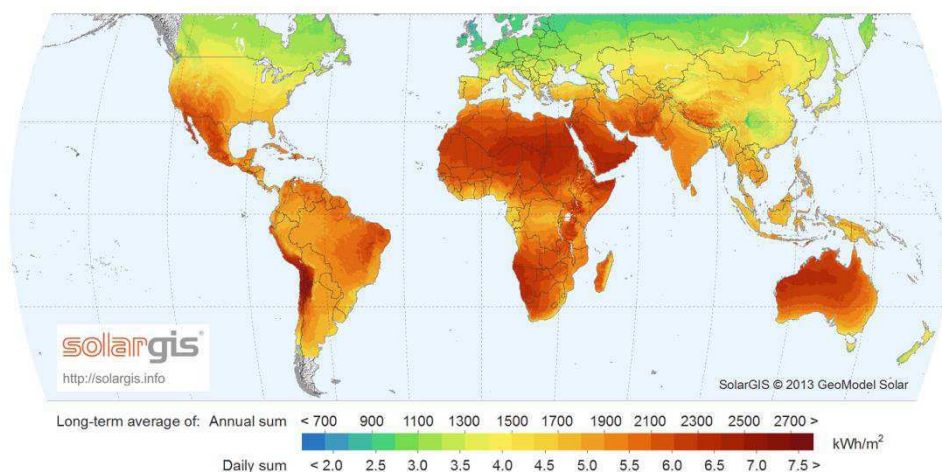 solargis®
http://solargis.info
SolarGIS © 2013 GeoModel Solar
Long-term average of: Annual sum < 700 900 1100 1300 1500 1700 1900 2100 2300 2500 2700 >
kWh/m²
Daily sum < 2.0 2.5 3.0 3.5 4.0 4.5 5.0 5.5 6.0 6.5 7.0 7.5 >